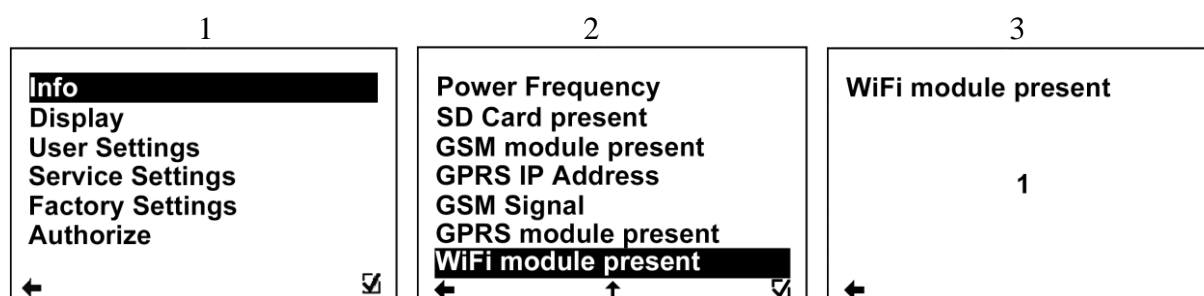 1
Info
Display
User Settings
Service Settings
Factory Settings
Authorize
2
Power Frequency
SD Card present
GSM module present
GPRS IP Address
GSM Signal
GPRS module present
WiFi module present
3
WiFi module present
1